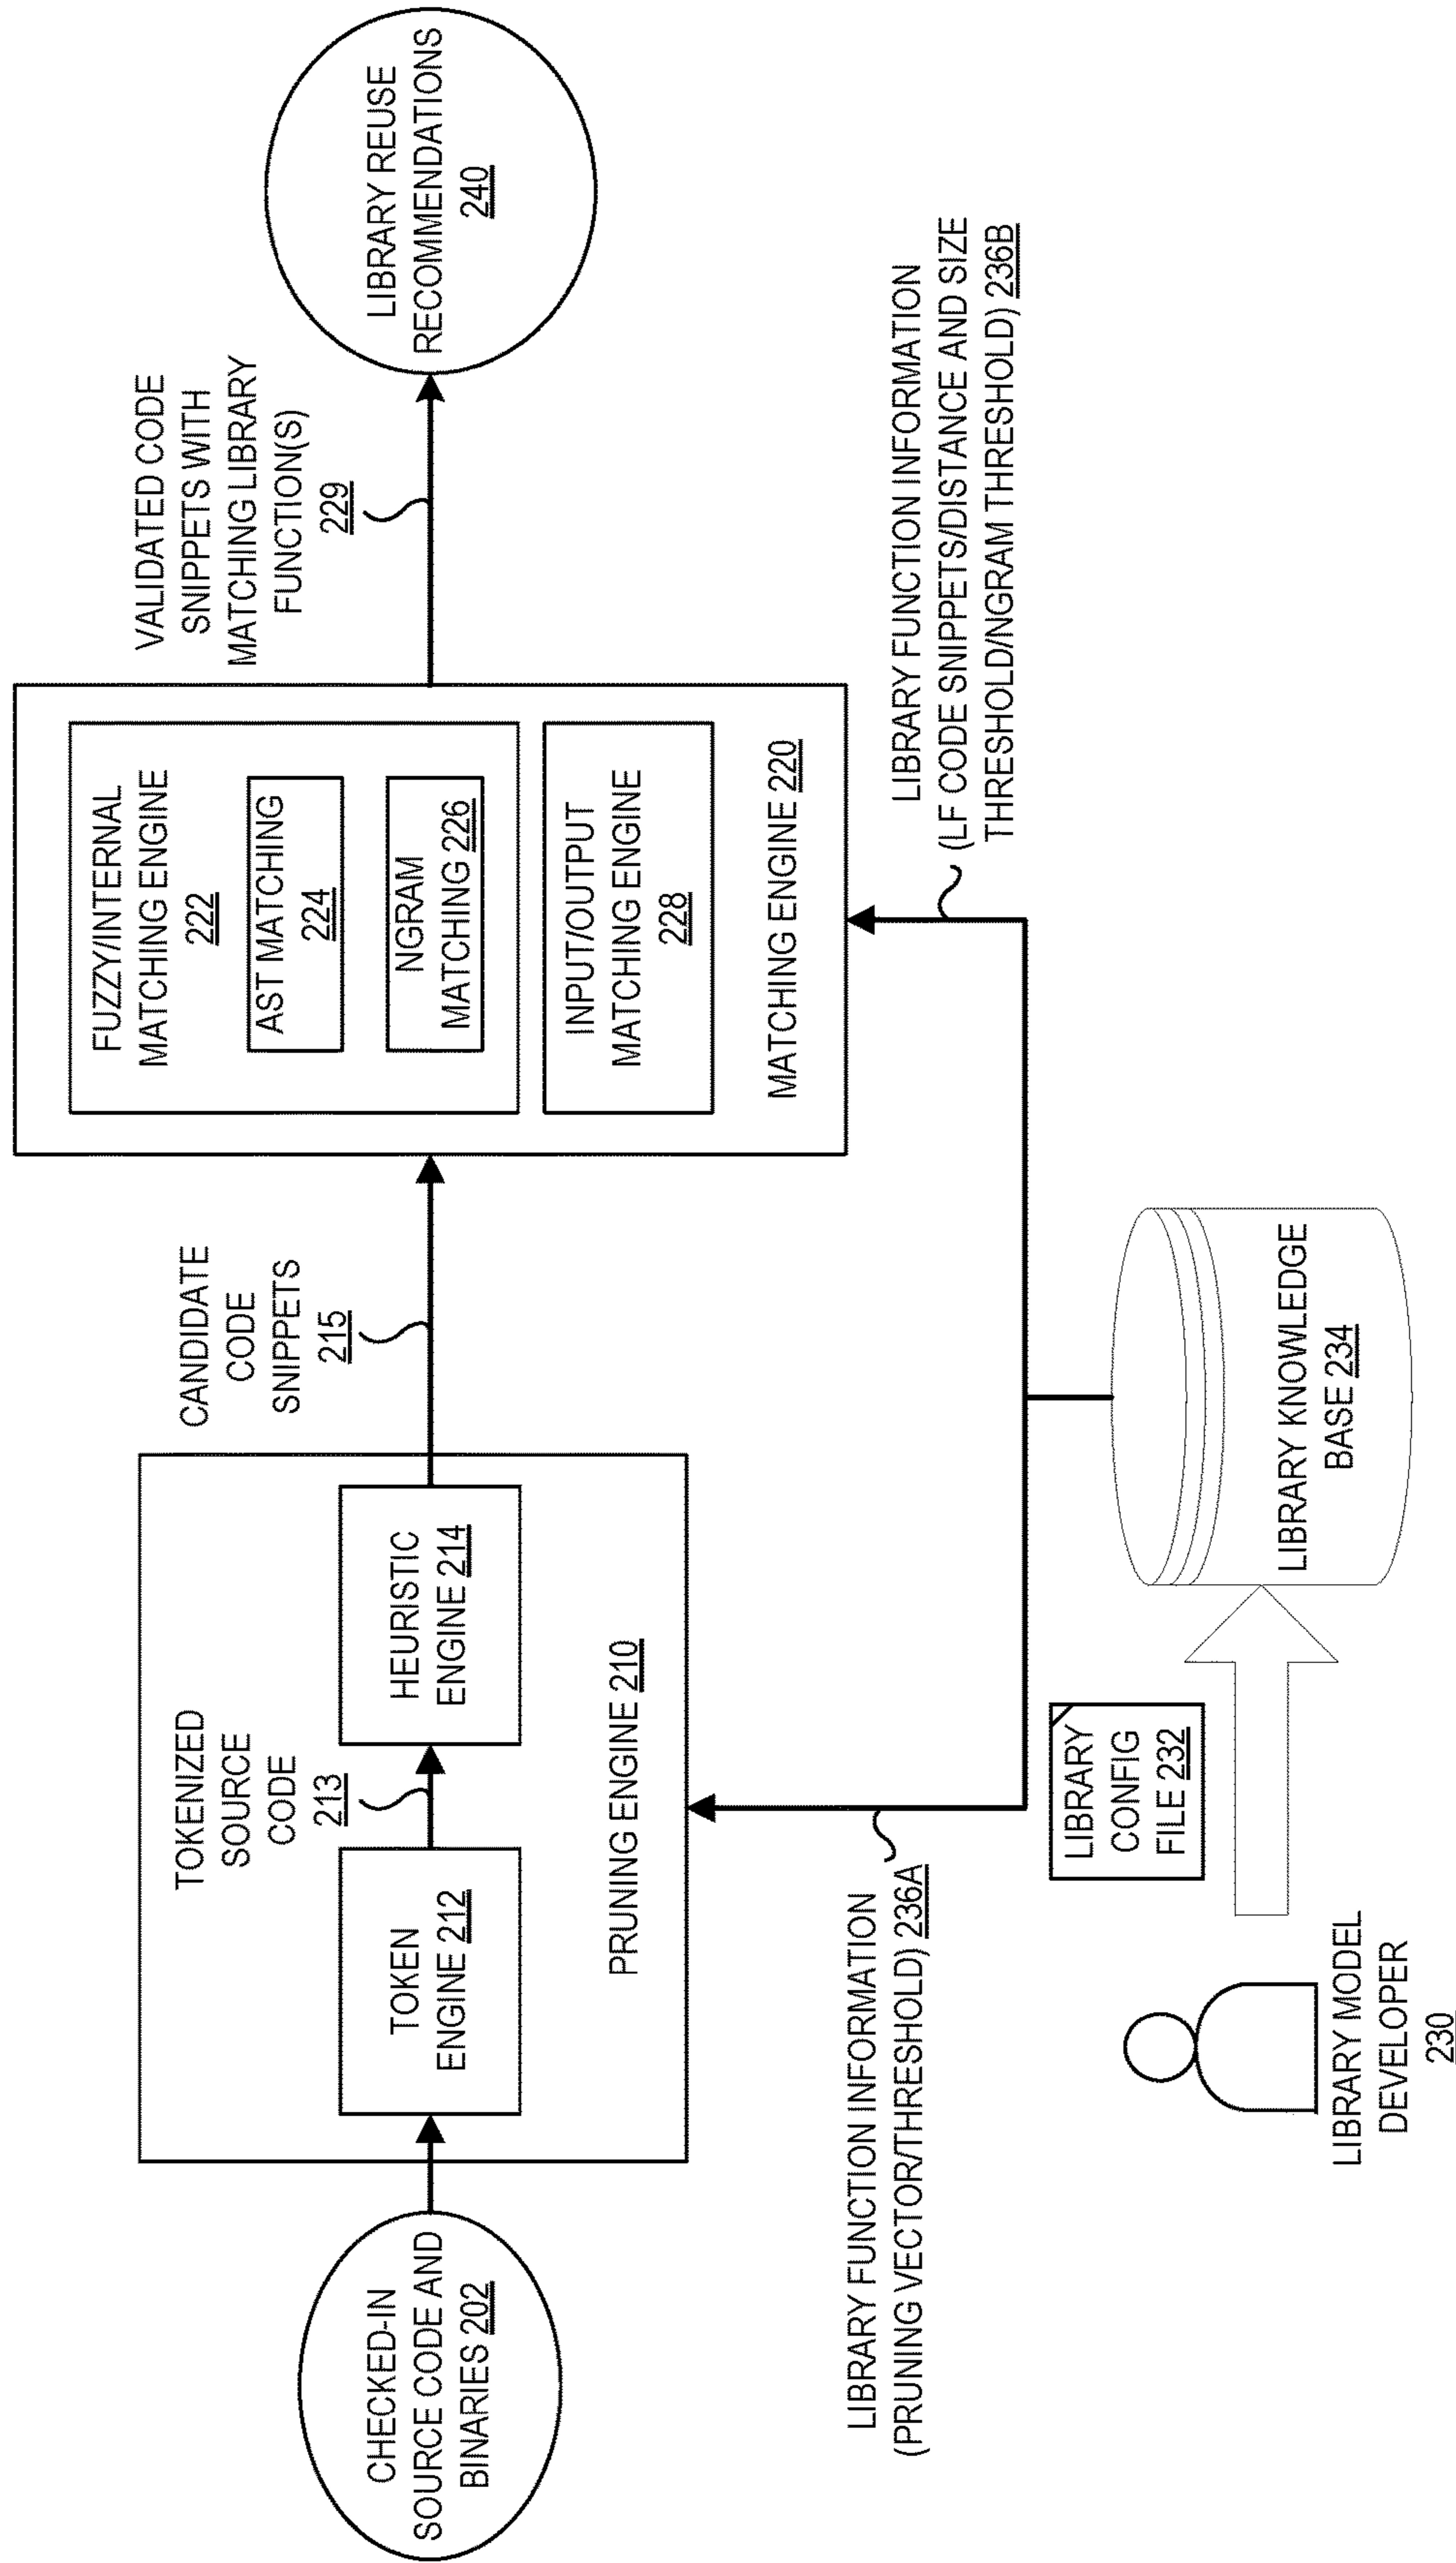 CHECKED-IN
SOURCE CODE AND
BINARIES 202
TOKENIZED
SOURCE
CODE
213
TOKEN
ENGINE 212
HEURISTIC
ENGINE 214
PRUNING ENGINE 210
CANDIDATE
CODE
SNIPPETS
215
FUZZY/INTERNAL
MATCHING ENGINE
222
AST MATCHING
224
NGRAM
MATCHING 226
INPUT/OUTPUT
MATCHING ENGINE
228
MATCHING ENGINE 220
VALIDATED CODE
SNIPPETS WITH
MATCHING LIBRARY
FUNCTION(S)
229
LIBRARY REUSE
RECOMMENDATIONS
240
LIBRARY FUNCTION INFORMATION
(PRUNING VECTOR/THRESHOLD) 236A
LIBRARY FUNCTION INFORMATION
(LF CODE SNIPPETS/DISTANCE AND SIZE
THRESHOLD/NGRAM THRESHOLD) 236B
LIBRARY MODEL
DEVELOPER
230
LIBRARY
CONFIG
FILE 232
LIBRARY KNOWLEDGE
BASE 234